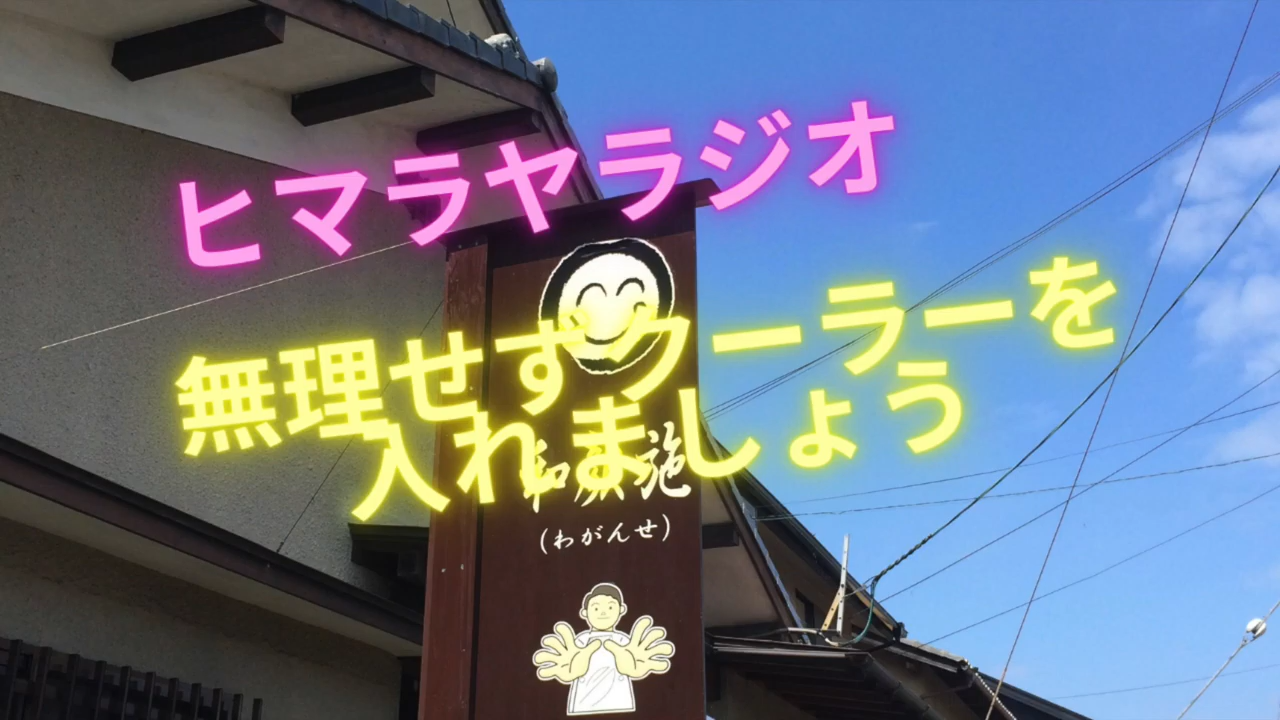 ヒマラヤラジオ
無理せずクーラーを
入れましょう
(わがんせ)